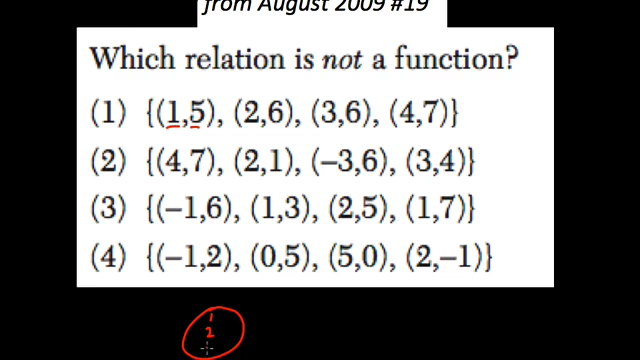 from August 2009 #19
Which relation is not a function?
(1) {(1,5), (2,6), (3,6), (4,7)}
(2) {(4,7), (2,1), (–3,6), (3,4)}
(3) {(–1,6), (1,3), (2,5), (1,7)}
(4) {(–1,2), (0,5), (5,0), (2,–1)}
1
2